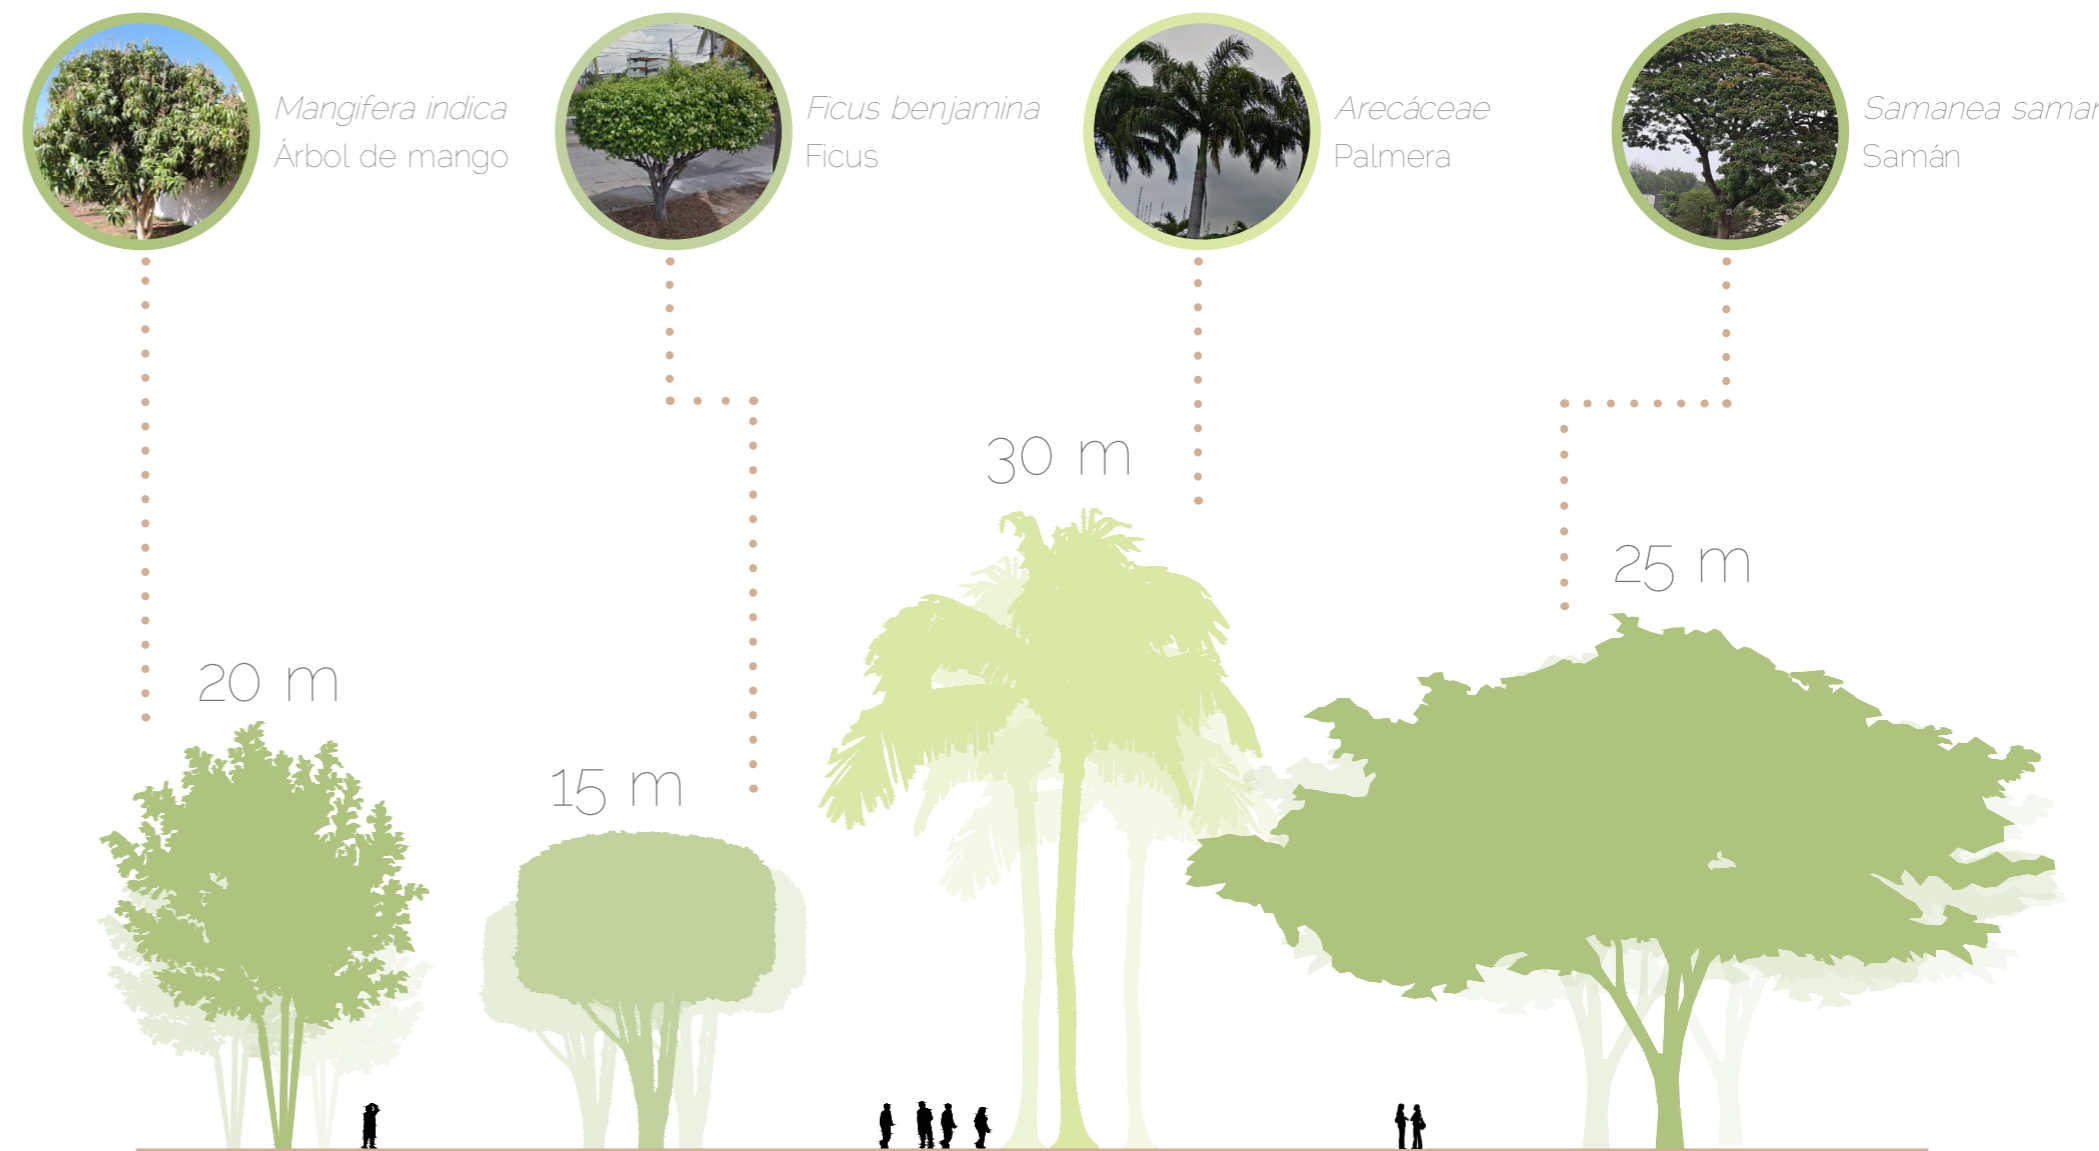 Mangifera indica
Árbol de mango
Ficus benjamina
Ficus
Arecáceae
Palmera
Samanea saman
Samán
30 m
25 m
20 m
15 m